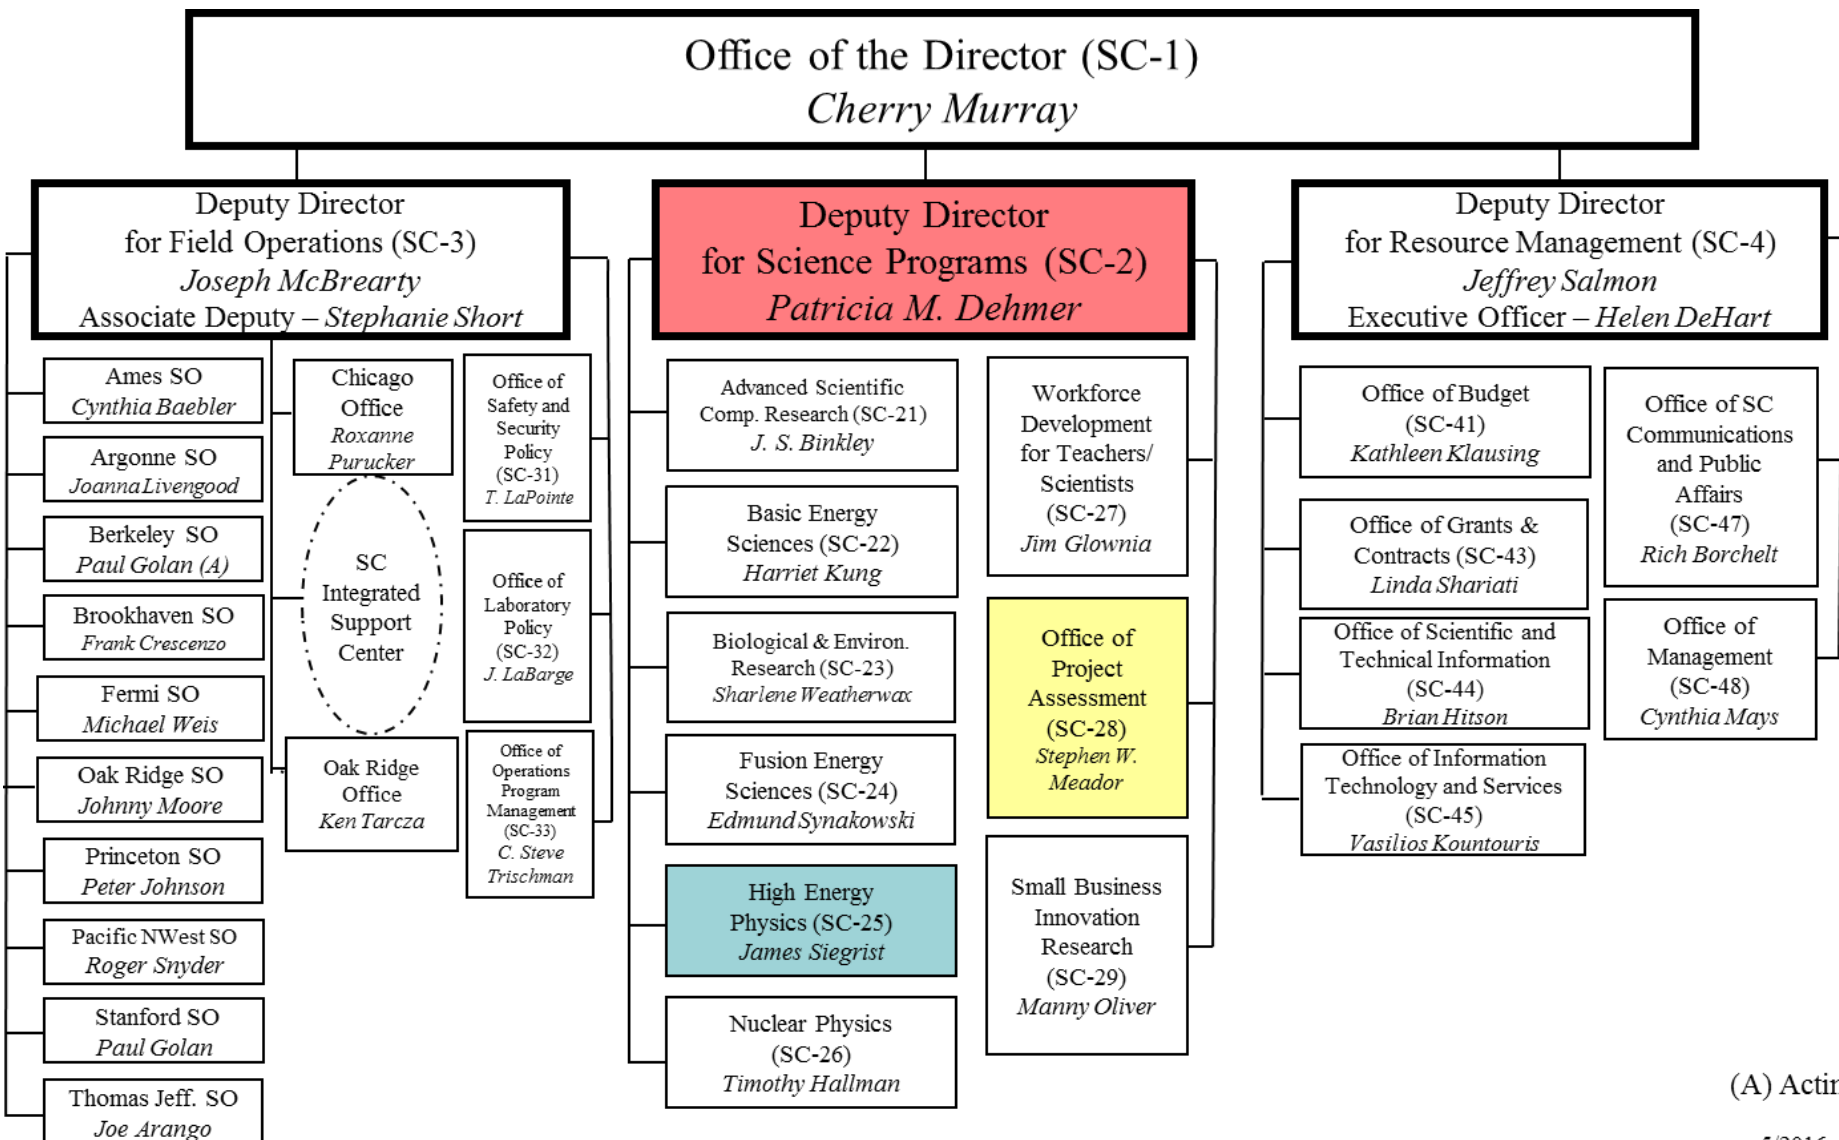 Office of the Director (SC-1)
Cherry Murray
Deputy Director
for Field Operations (SC-3)
Joseph McBrearty
Associate Deputy – Stephanie Short
Ames SO
Cynthia Baebler
Argonne SO
Joanna Livengood
Berkeley SO
Paul Golan (A)
Brookhaven SO
Frank Crescenzo
Fermi SO
Michael Weis
Oak Ridge SO
Johnny Moore
Princeton SO
Peter Johnson
Pacific NWest SO
Roger Snyder
Stanford SO
Paul Golan
Thomas Jeff. SO
Joe Arango
Chicago
Office
Roxanne
Purucker
SC
Integrated
Support
Center
Oak Ridge
Office
Ken Tarcza
Office of
Safety and
Security
Policy
(SC-31)
T. LaPointe
Office of
Laboratory
Policy
(SC-32)
J. LaBarge
Office of
Operations
Program
Management
(SC-33)
C. Steve
Trischman
Deputy Director
for Science Programs (SC-2)
Patricia M. Dehmer
Advanced Scientific
Comp. Research (SC-21)
J. S. Binkley
Basic Energy
Sciences (SC-22)
Harriet Kung
Biological & Environ.
Research (SC-23)
Sharlene Weatherwax
Fusion Energy
Sciences (SC-24)
Edmund Synakowski
High Energy
Physics (SC-25)
James Siegrist
Nuclear Physics
(SC-26)
Timothy Hallman
Workforce
Development
for Teachers/
Scientists
(SC-27)
Jim Glownia
Office of
Project
Assessment
(SC-28)
Stephen W.
Meador
Small Business
Innovation
Research
(SC-29)
Manny Oliver
Deputy Director
for Resource Management (SC-4)
Jeffrey Salmon
Executive Officer – Helen DeHart
Office of Budget
(SC-41)
Kathleen Klausing
Office of Grants &
Contracts (SC-43)
Linda Shariati
Office of Scientific and
Technical Information
(SC-44)
Brian Hitson
Office of Information
Technology and Services
(SC-45)
Vasilios Kountouris
Office of SC
Communications
and Public
Affairs
(SC-47)
Rich Borchelt
Office of
Management
(SC-48)
Cynthia Mays
(A) Actin
5/2016